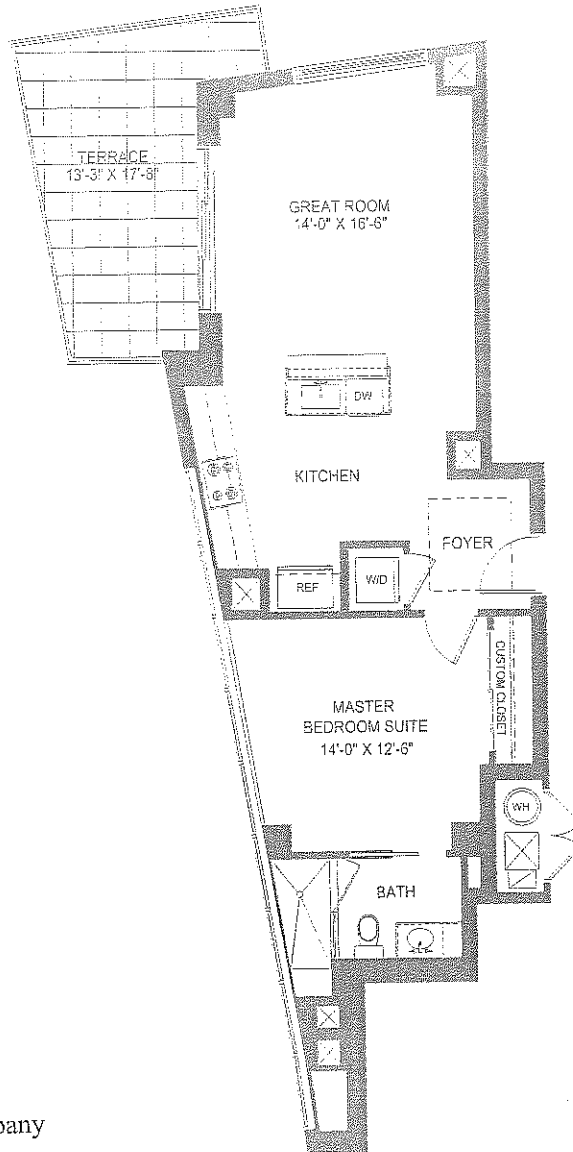 TERRACE
13'-3" X 17'-8"
GREAT ROOM
14'-0" X 16'-6"
DW
KITCHEN
FOYER
REF
W/D
CUSTOM CLOSET
MASTER
BEDROOM SUITE
14'-0" X 12'-6"
WH
BATH
pany